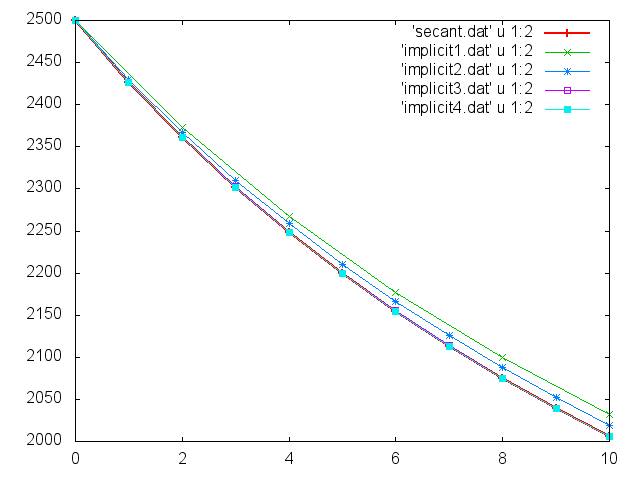 2500
2450
2400
2350
2300
2250
2200
2150
2100
2050
2000
0 2 4 6 8 10
'secant.dat' u 1:2
'implicit1.dat' u 1:2
'implicit2.dat' u 1:2
'implicit3.dat' u 1:2
'implicit4.dat' u 1:2